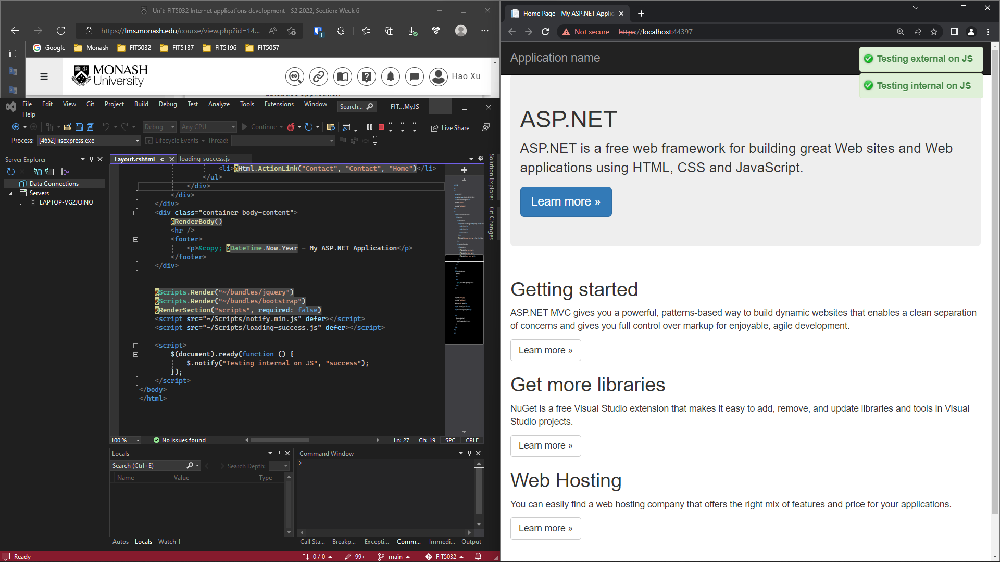 Unit: FIT5032 Internet applications development - S2 2022, Section: Week 6
https://lms.monash.edu/course/view.php?id=14...
Google Monash FIT5032 FIT5137 FIT5196 FIT5057
MONASH
University
Hao Xu
File Edit View Git Project Build Debug Test Analyze Tools Extensions Window Search... FIT...MyJS
Help
Debug Any CPU Continue Live Share
Process: [4652] iisexpress.exe Lifecycle Events Thread:
Server Explorer
Data Connections
Servers
LAPTOP-VG2JQINO
_Layout.cshtml loading-success.js
<li>@Html.ActionLink("Contact", "Contact", "Home")</li>
</ul>
</div>
</div>
</div>
<div class="container body-content">
@RenderBody()
<hr />
<footer>
<p>&copy; @DateTime.Now.Year - My ASP.NET Application</p>
</footer>
</div>
@Scripts.Render("~/bundles/jquery")
@Scripts.Render("~/bundles/bootstrap")
@RenderSection("scripts", required: false)
<script src="~/Scripts/notify.min.js" defer></script>
<script src="~/Scripts/loading-success.js" defer></script>
<script>
$(document).ready(function () {
$.notify("Testing internal on JS", "success");
});
</script>
</body>
</html>
Solution Explorer
Git Changes
100 % No issues found Ln: 27 Ch: 19 SPC CRLF
Locals
Search (Ctrl+E) Search Depth:
Name Value Type
Autos Locals Watch 1
Command Window
>
Call Sta... Breakp... Excepti... Comm... Immedi... Output
Ready 0 / 0 99+ main FIT5032
Home Page - My ASP.NET Applic
Not secure https://localhost:44397
Application name
Testing external on JS
Testing internal on JS
ASP.NET
ASP.NET is a free web framework for building great Web sites and Web
applications using HTML, CSS and JavaScript.
Learn more »
Getting started
ASP.NET MVC gives you a powerful, patterns-based way to build dynamic websites that enables a clean separation
of concerns and gives you full control over markup for enjoyable, agile development.
Learn more »
Get more libraries
NuGet is a free Visual Studio extension that makes it easy to add, remove, and update libraries and tools in Visual
Studio projects.
Learn more »
Web Hosting
You can easily find a web hosting company that offers the right mix of features and price for your applications.
Learn more »